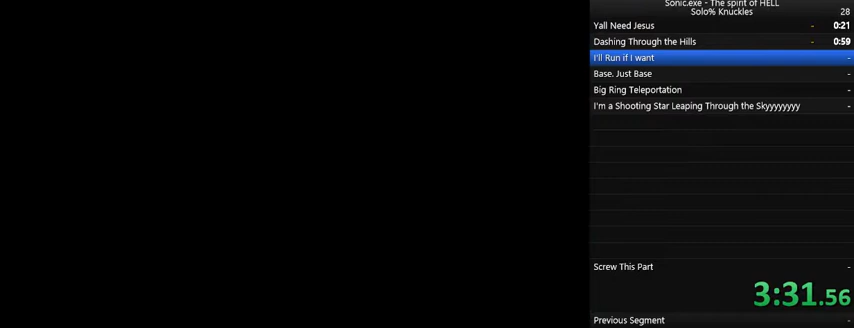 Sonic.exe - The spirit of HELL
Solo% Knuckles 28
Yall Need Jesus - 0:21
Dashing Through the Hills - 0:59
I'll Run if I want -
Base. Just Base -
Big Ring Teleportation -
I'm a Shooting Star Leaping Through the Skyyyyyyyy -
Screw This Part -
3:31.56
Previous Segment -